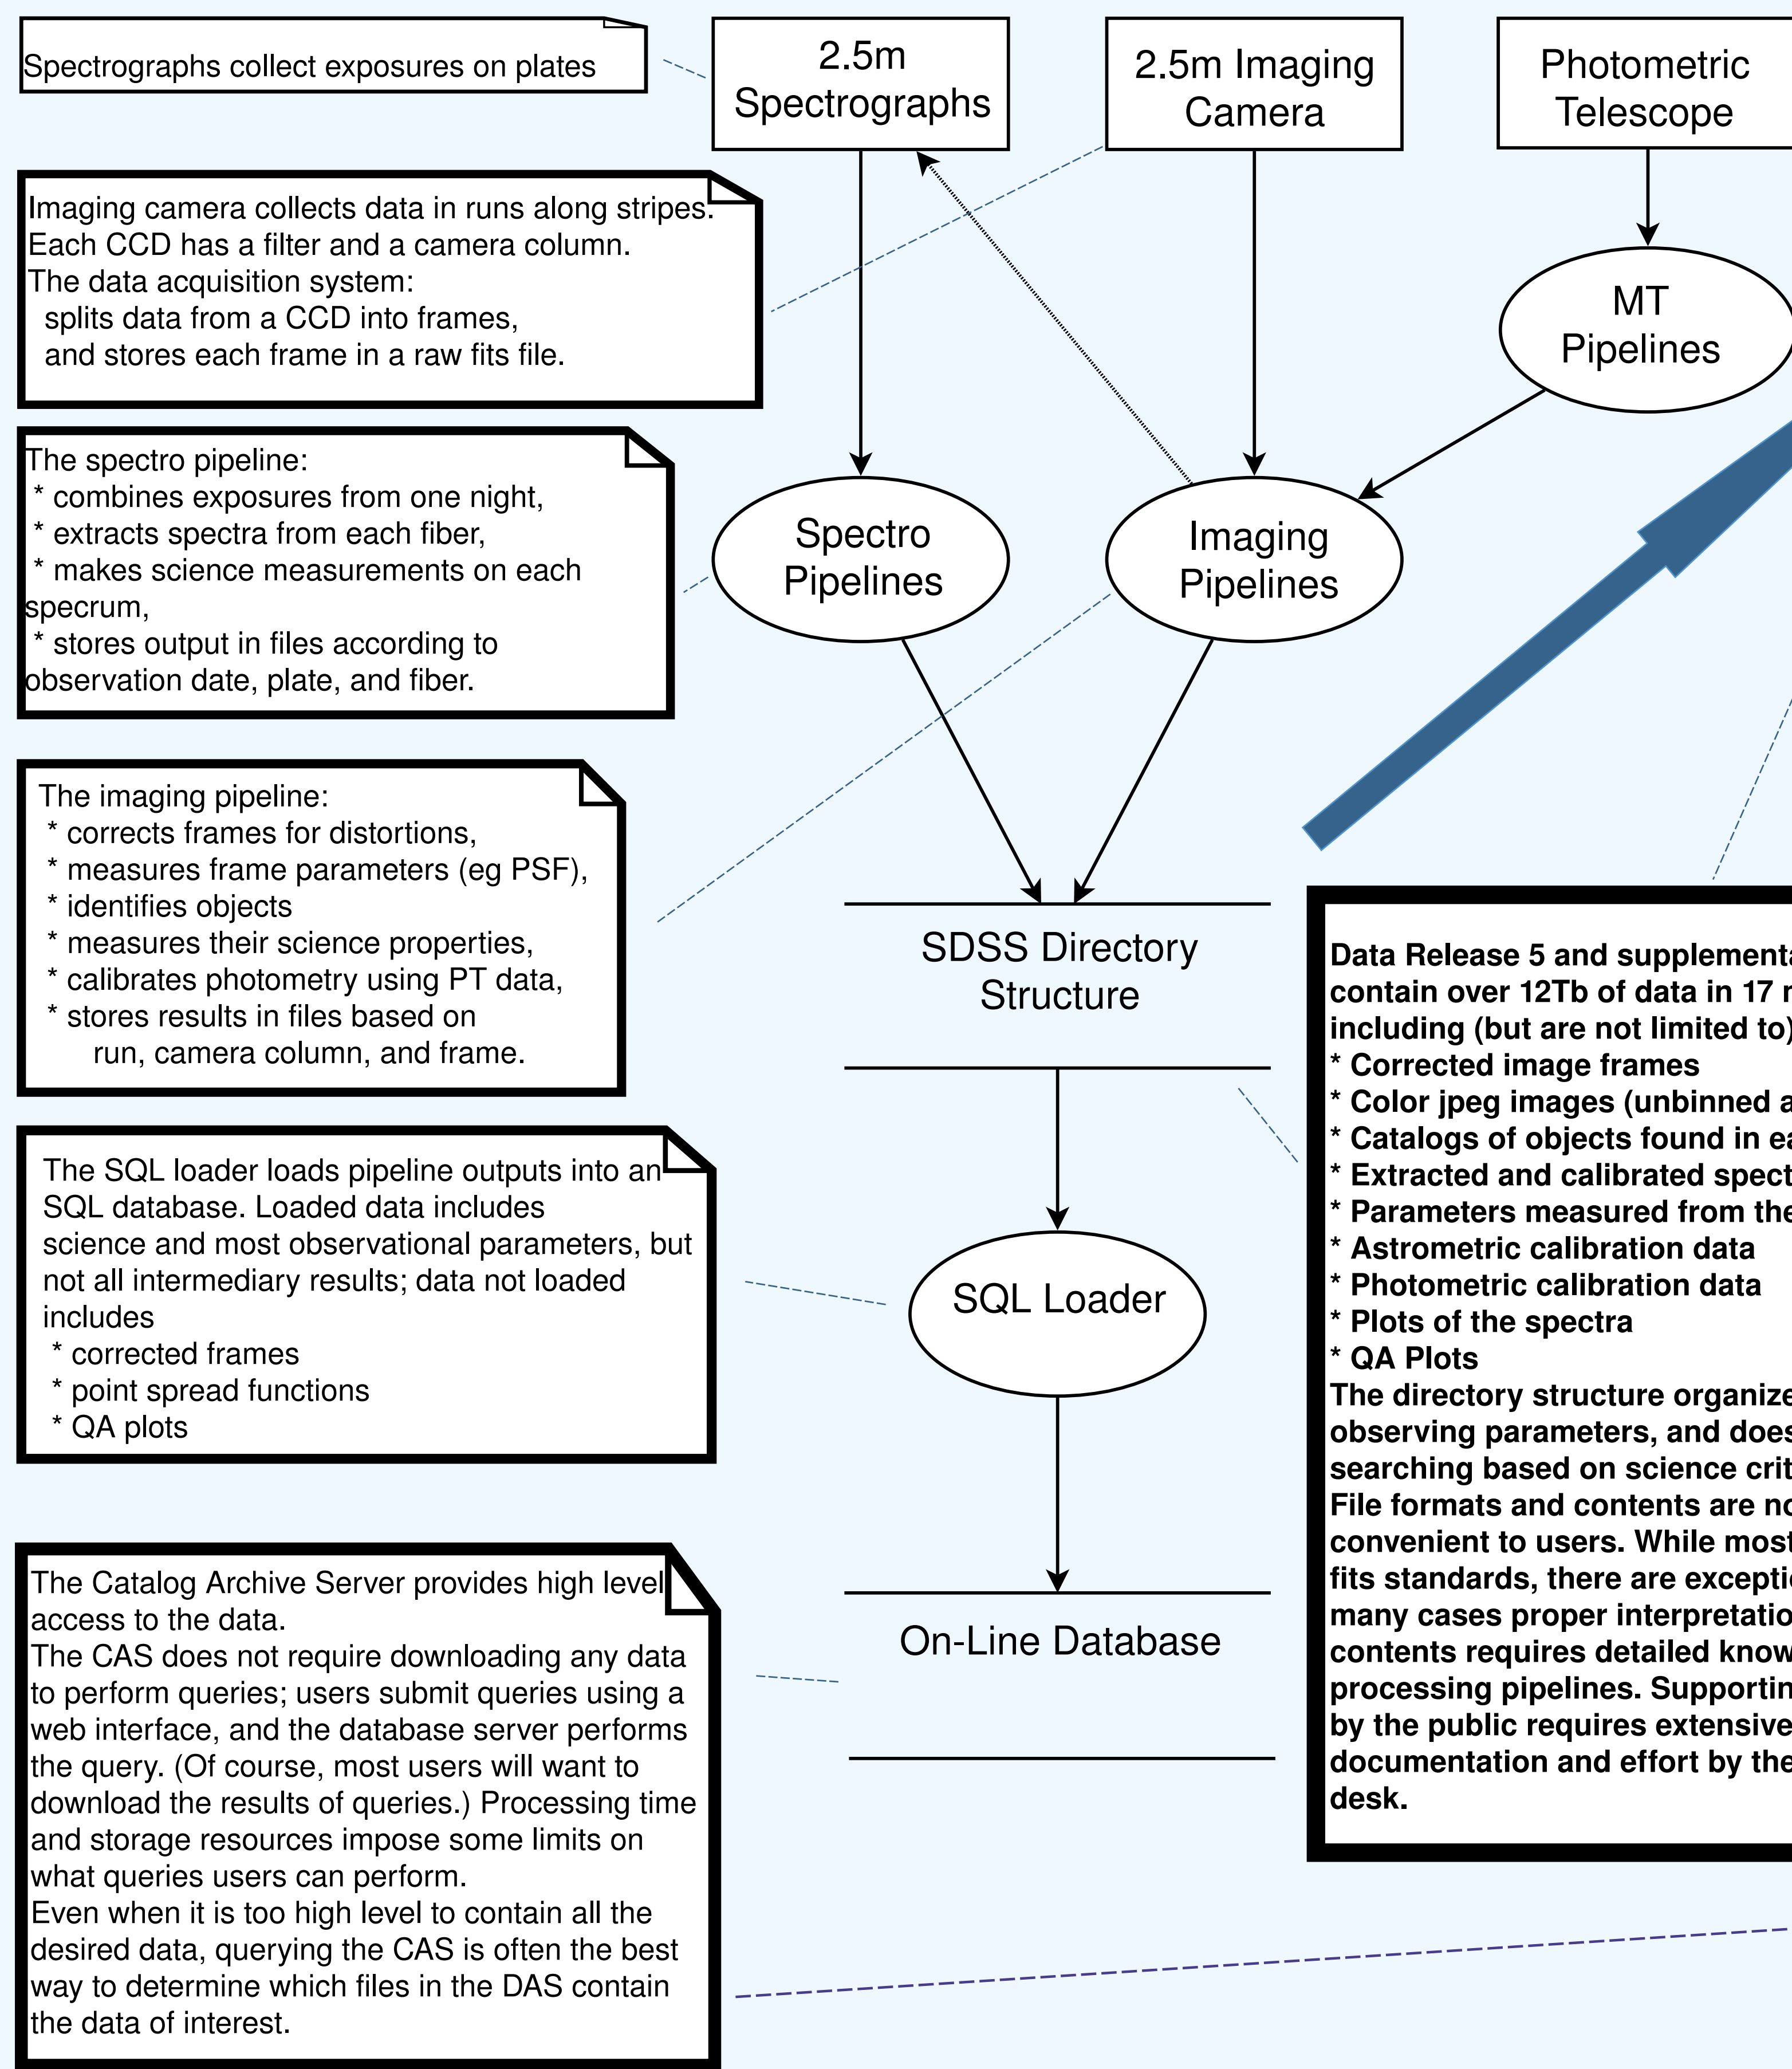 Spectrographs collect exposures on plates
2.5m
Spectrographs
2.5m Imaging
Camera
Photometric
Telescope
Imaging camera collects data in runs along stripes.
Each CCD has a filter and a camera column.
The data acquisition system:
splits data from a CCD into frames,
and stores each frame in a raw fits file.
MT
Pipelines
The spectro pipeline:
* combines exposures from one night,
* extracts spectra from each fiber,
* makes science measurements on each
specrum,
* stores output in files according to
observation date, plate, and fiber.
Spectro
Pipelines
Imaging
Pipelines
The imaging pipeline:
* corrects frames for distortions,
* measures frame parameters (eg PSF),
* identifies objects
* measures their science properties,
* calibrates photometry using PT data,
* stores results in files based on
run, camera column, and frame.
SDSS Directory
Structure
The SQL loader loads pipeline outputs into an
SQL database. Loaded data includes
science and most observational parameters, but
not all intermediary results; data not loaded
includes
* corrected frames
* point spread functions
* QA plots
SQL Loader
On-Line Database
The Catalog Archive Server provides high level
access to the data.
The CAS does not require downloading any data
to perform queries; users submit queries using a
web interface, and the database server performs
the query. (Of course, most users will want to
download the results of queries.) Processing time
and storage resources impose some limits on
what queries users can perform.
Even when it is too high level to contain all the
desired data, querying the CAS is often the best
way to determine which files in the DAS contain
the data of interest.
Data Release 5 and supplementa
contain over 12Tb of data in 17
including (but are not limited to)
* Corrected image frames
* Color jpeg images (unbinned a
* Catalogs of objects found in ea
* Extracted and calibrated spect
* Parameters measured from the
* Astrometric calibration data
* Photometric calibration data
* Plots of the spectra
* QA Plots
The directory structure organize
observing parameters, and does
searching based on science crit
File formats and contents are no
convenient to users. While most
fits standards, there are excepti
many cases proper interpretatio
contents requires detailed know
processing pipelines. Supportin
by the public requires extensive
documentation and effort by the
desk.